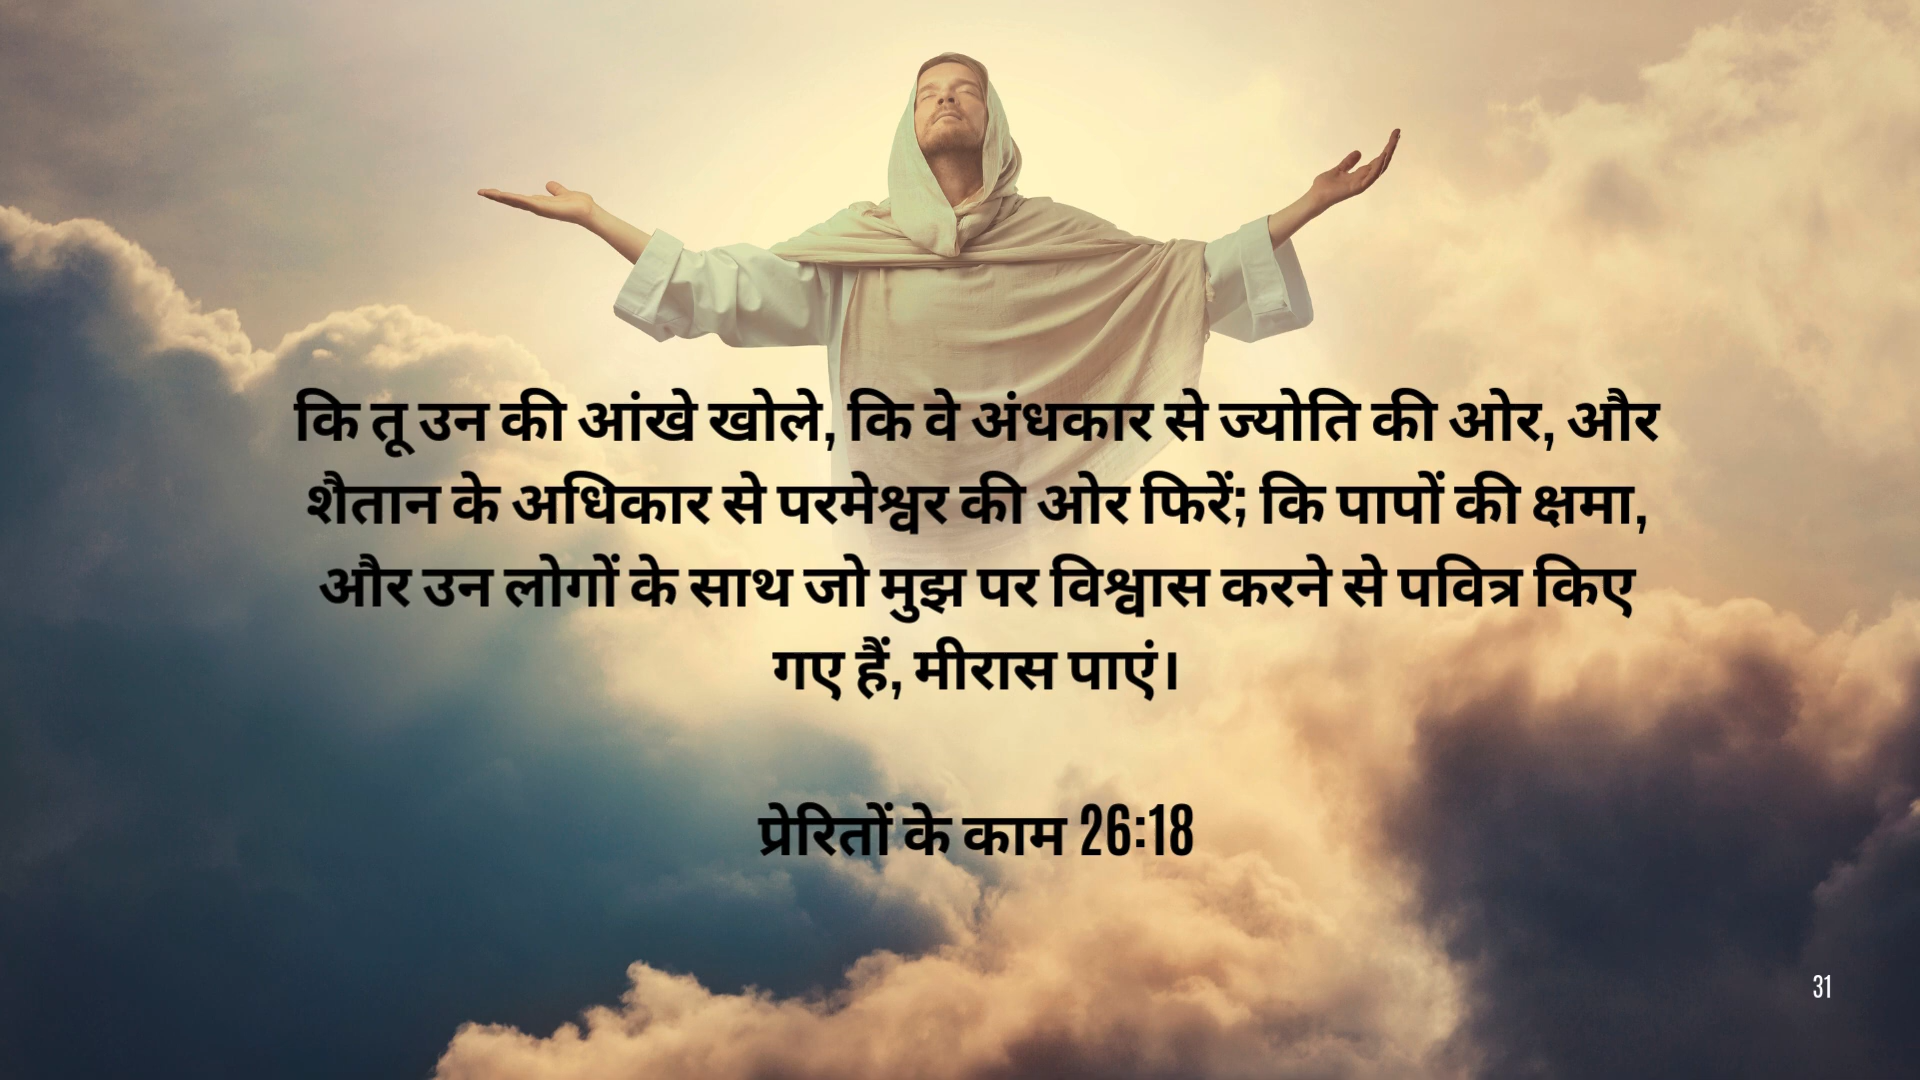 कि तू उन की आंखे खोले, कि वे अंधकार से ज्योति की ओर, और
शैतान के अधिकार से परमेश्वर की ओर फिरें; कि पापों की क्षमा,
और उन लोगों के साथ जो मुझ पर विश्वास करने से पवित्र किए
गए हैं, मीरास पाएं।
प्रेरितों के काम 26:18
31